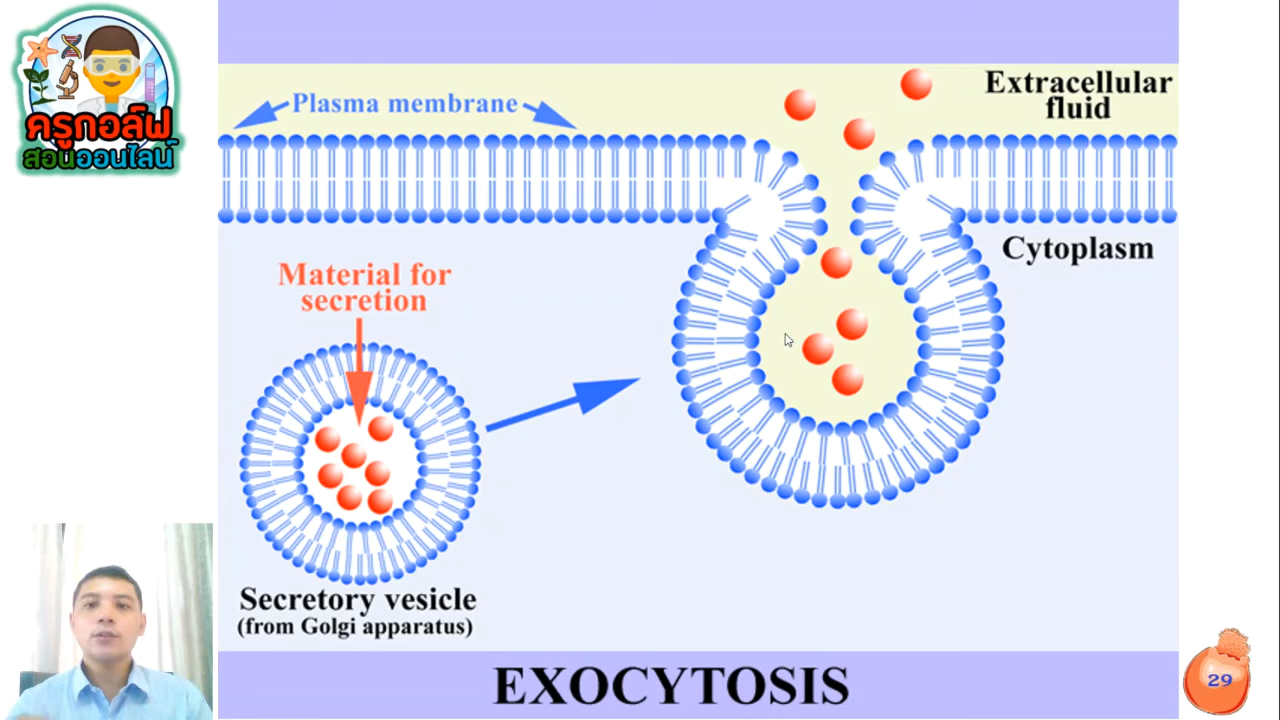 ครูกอล์ฟ
สอนออนไลน์
Plasma membrane
Extracellular
fluid
Cytoplasm
Material for
secretion
Secretory vesicle
(from Golgi apparatus)
EXOCYTOSIS
29